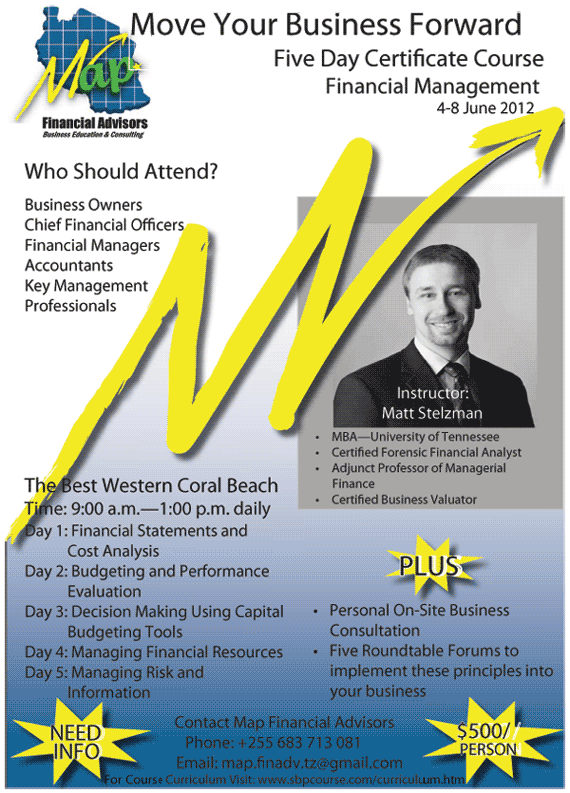 Move Your Business Forward
Five Day Certificate Course
Financial Management
4-8 June 2012
Map
Financial Advisors
Business Education & Consulting
Who Should Attend?
Business Owners
Chief Financial Officers
Financial Managers
Accountants
Key Management
Professionals
Instructor:
Matt Stelzman
• MBA—University of Tennessee
• Certified Forensic Financial Analyst
• Adjunct Professor of Managerial
Finance
• Certified Business Valuator
The Best Western Coral Beach
Time: 9:00 a.m.—1:00 p.m. daily
Day 1: Financial Statements and
Cost Analysis
Day 2: Budgeting and Performance
Evaluation
Day 3: Decision Making Using Capital
Budgeting Tools
Day 4: Managing Financial Resources
Day 5: Managing Risk and
Information
PLUS
• Personal On-Site Business
Consultation
• Five Roundtable Forums to
implement these principles into
your business
NEED
INFO
Contact Map Financial Advisors
Phone: +255 683 713 081
Email: map.finadv.tz@gmail.com
For Course Curriculum Visit: www.sbpcourse.com/curriculuum.htm
$500/
PERSON